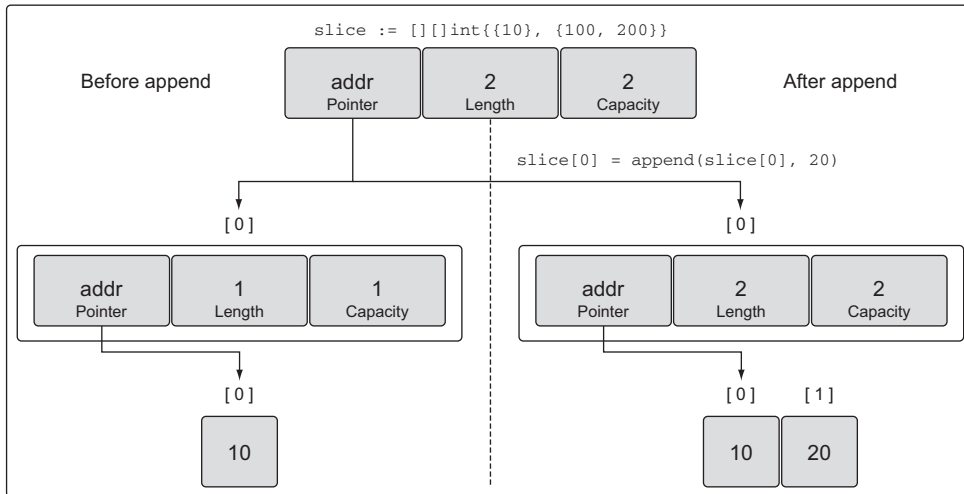 slice := [][]int{{10}, {100, 200}}
Before append
addr
Pointer
2
Length
2
Capacity
After append
slice[0] = append(slice[0], 20)
[0]
[0]
addr
Pointer
1
Length
1
Capacity
addr
Pointer
2
Length
2
Capacity
[0]
[0]
[1]
10
10
20